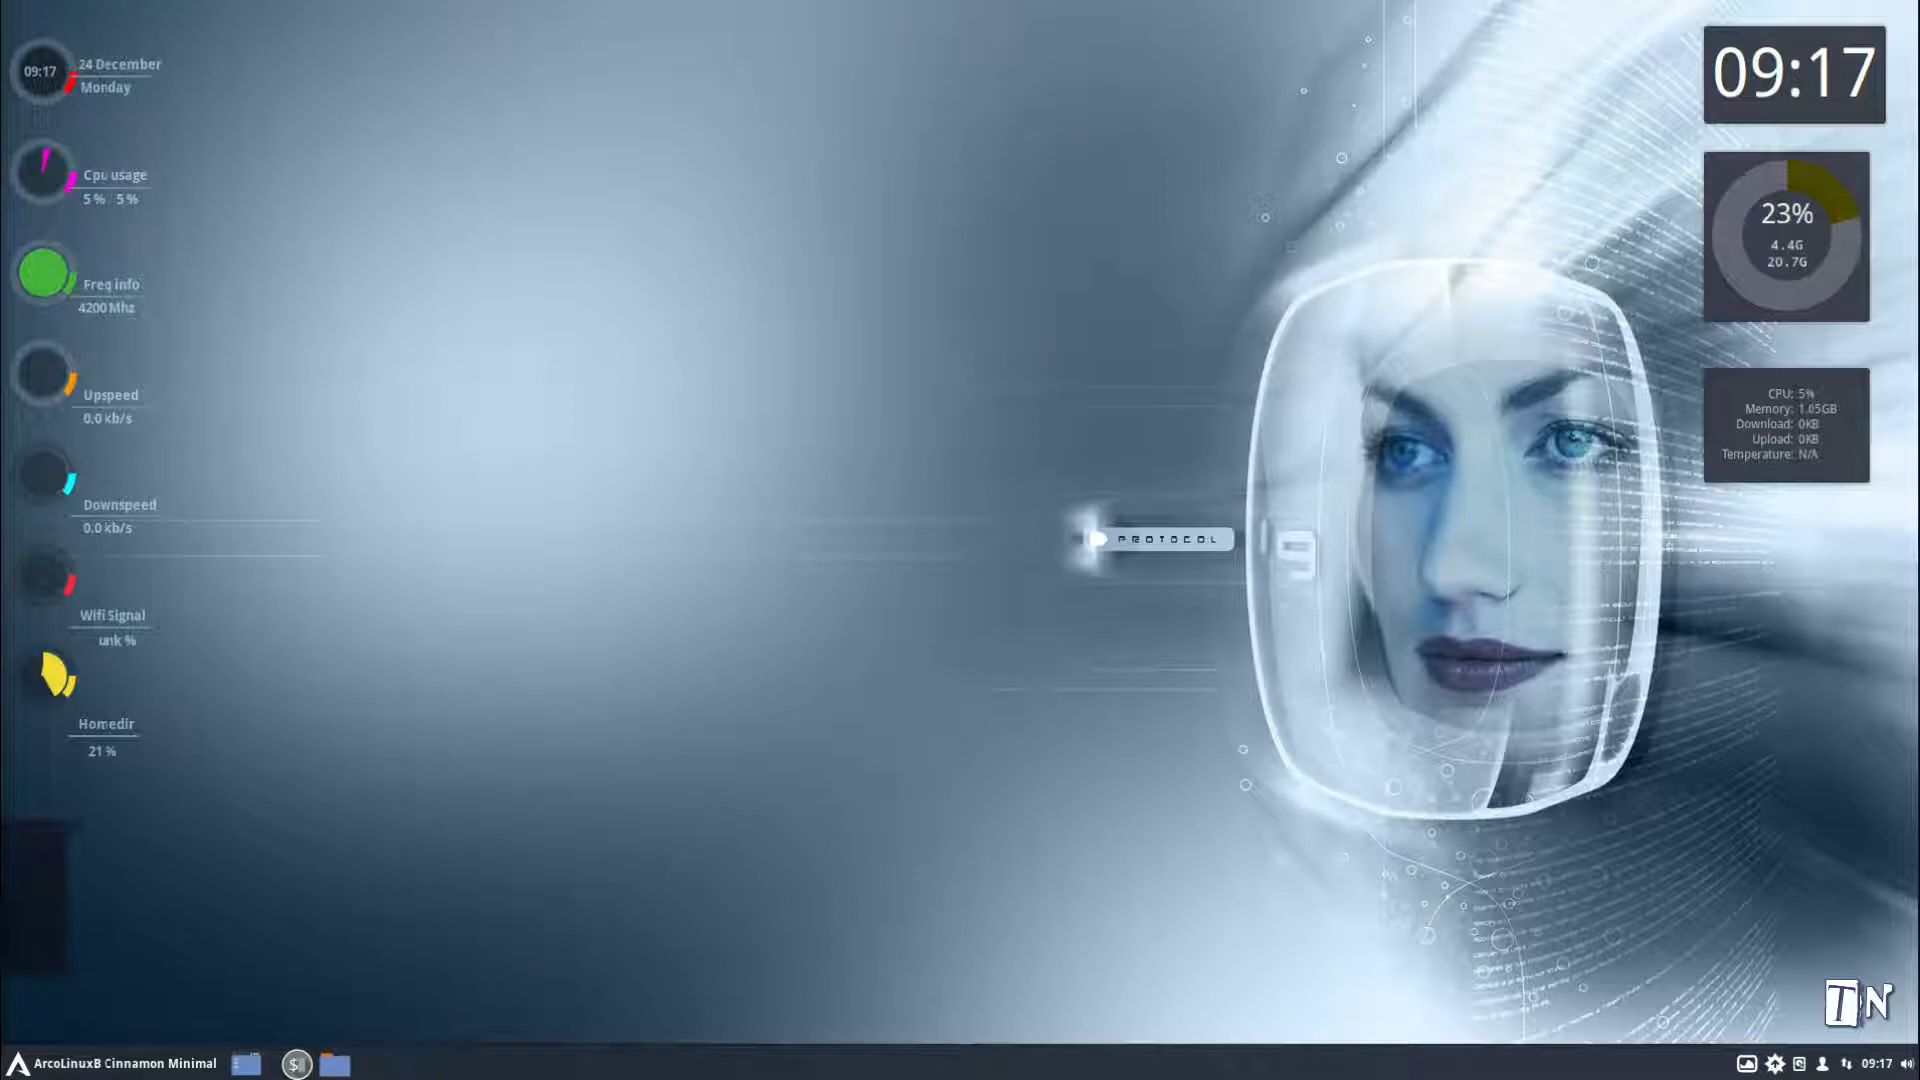 09:17
24 December
Monday
Cpu usage
5 % 5 %
Freq info
4200 Mhz
Upspeed
0.0 kb/s
Downspeed
0.0 kb/s
Wifi Signal
unk %
Homedir
21 %
PROTOCOL
9
09:17
23%
4.4G
20.7G
CPU: 5%
Memory: 1.05GB
Download: 0KB
Upload: 0KB
Temperature: N/A
TN
ArcoLinuxB Cinnamon Minimal
$
09:17